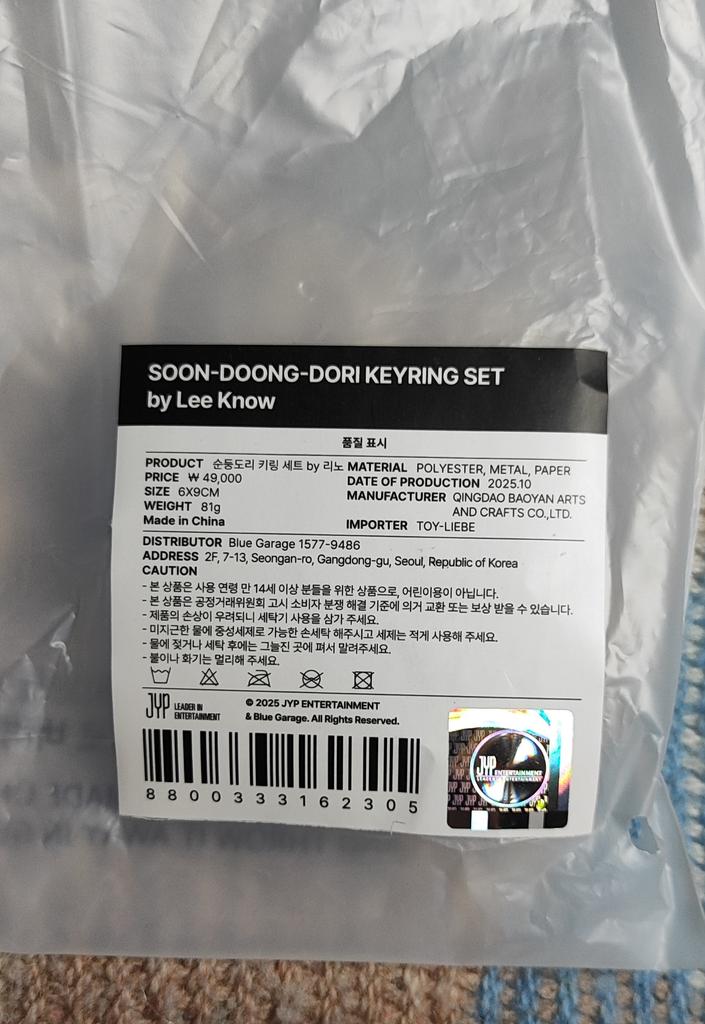 SOON-DOONG-DORI KEYRING SET
by Lee Know
품질 표시
PRODUCT 순둥도리 키링 세트 by 리노
PRICE ₩ 49,000
SIZE 6X9CM
WEIGHT 81g
Made in China
MATERIAL POLYESTER, METAL, PAPER
DATE OF PRODUCTION 2025.10
MANUFACTURER QINGDAO BAOYAN ARTS
AND CRAFTS CO.,LTD.
IMPORTER TOY-LIEBE
DISTRIBUTOR Blue Garage 1577-9486
ADDRESS 2F, 7-13, Seongan-ro, Gangdong-gu, Seoul, Republic of Korea
CAUTION
- 본 상품은 사용 연령 만 14세 이상 분들을 위한 상품으로, 어린이용이 아닙니다.
- 본 상품은 공정거래위원회 고시 소비자 분쟁 해결 기준에 의거 교환 또는 보상 받을 수 있습니다.
- 제품의 손상이 우려되니 세탁기 사용을 삼가 주세요.
- 미지근한 물에 중성세제로 가능한 손세탁 해주시고 세제는 적게 사용해 주세요.
- 물에 젖거나 세탁 후에는 그늘진 곳에 펴서 말려주세요.
- 불이나 화기는 멀리해 주세요.
JYP LEADER IN
ENTERTAINMENT
© 2025 JYP ENTERTAINMENT
& Blue Garage. All Rights Reserved.
8800333162305
JYP ENTERTAINMENT
LEADER IN ENTERTAINMENT